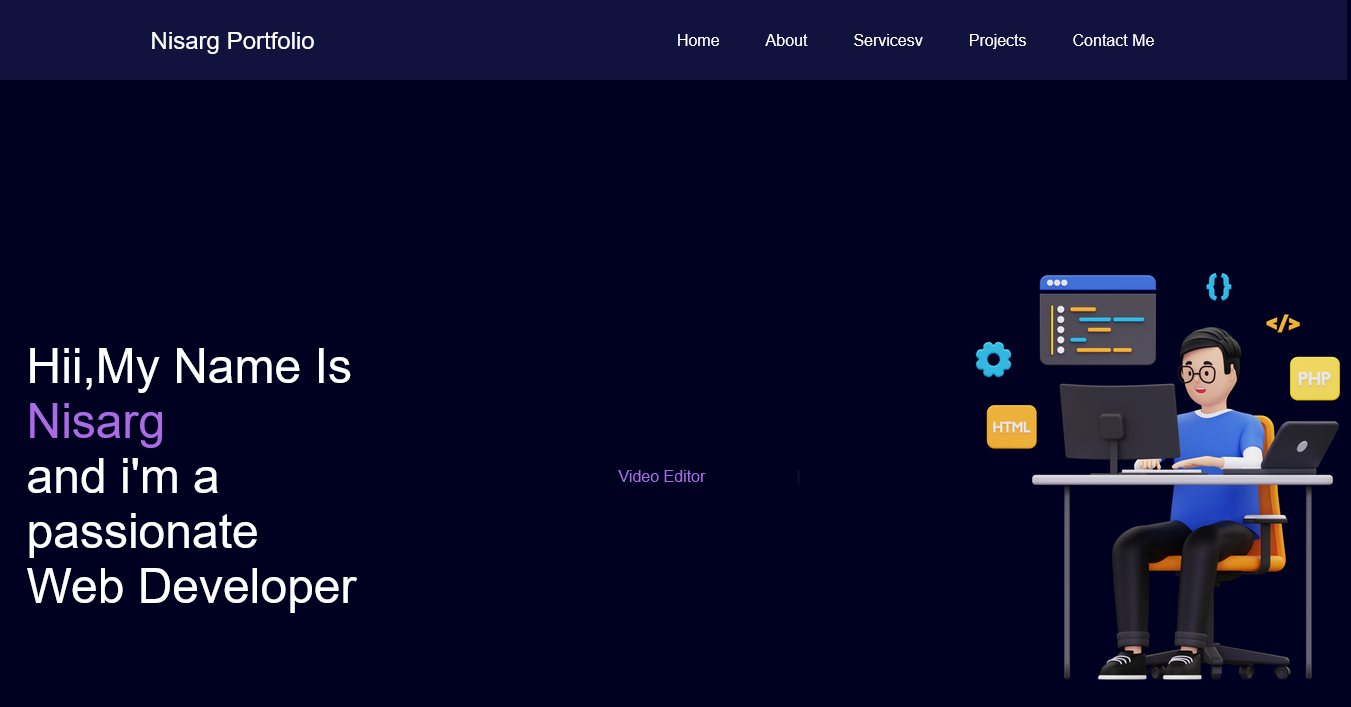 Nisarg Portfolio
Home About Servicesv Projects Contact Me
Hii,My Name Is
Nisarg
and i'm a
passionate
Web Developer
Video Editor
{ }
</>
PHP
HTML